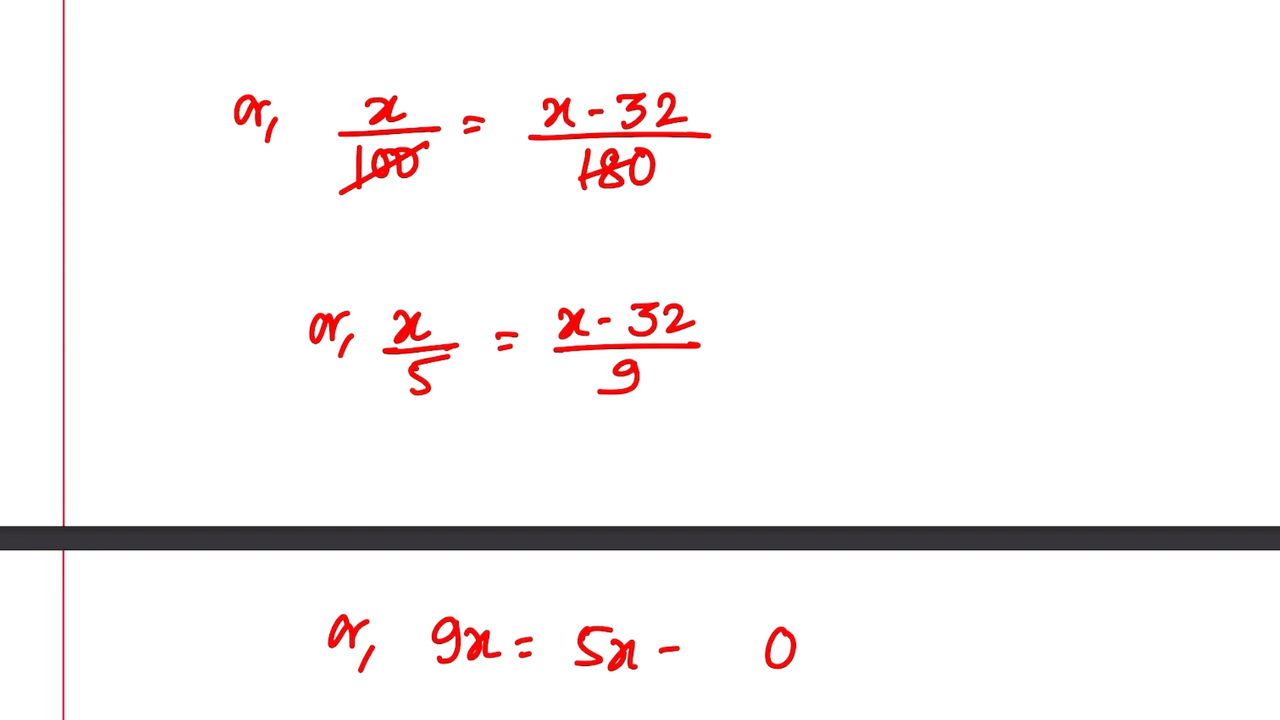 or, x/100 = x - 32/180
or, x/5 = x - 32/9
or, 9x = 5x - 0